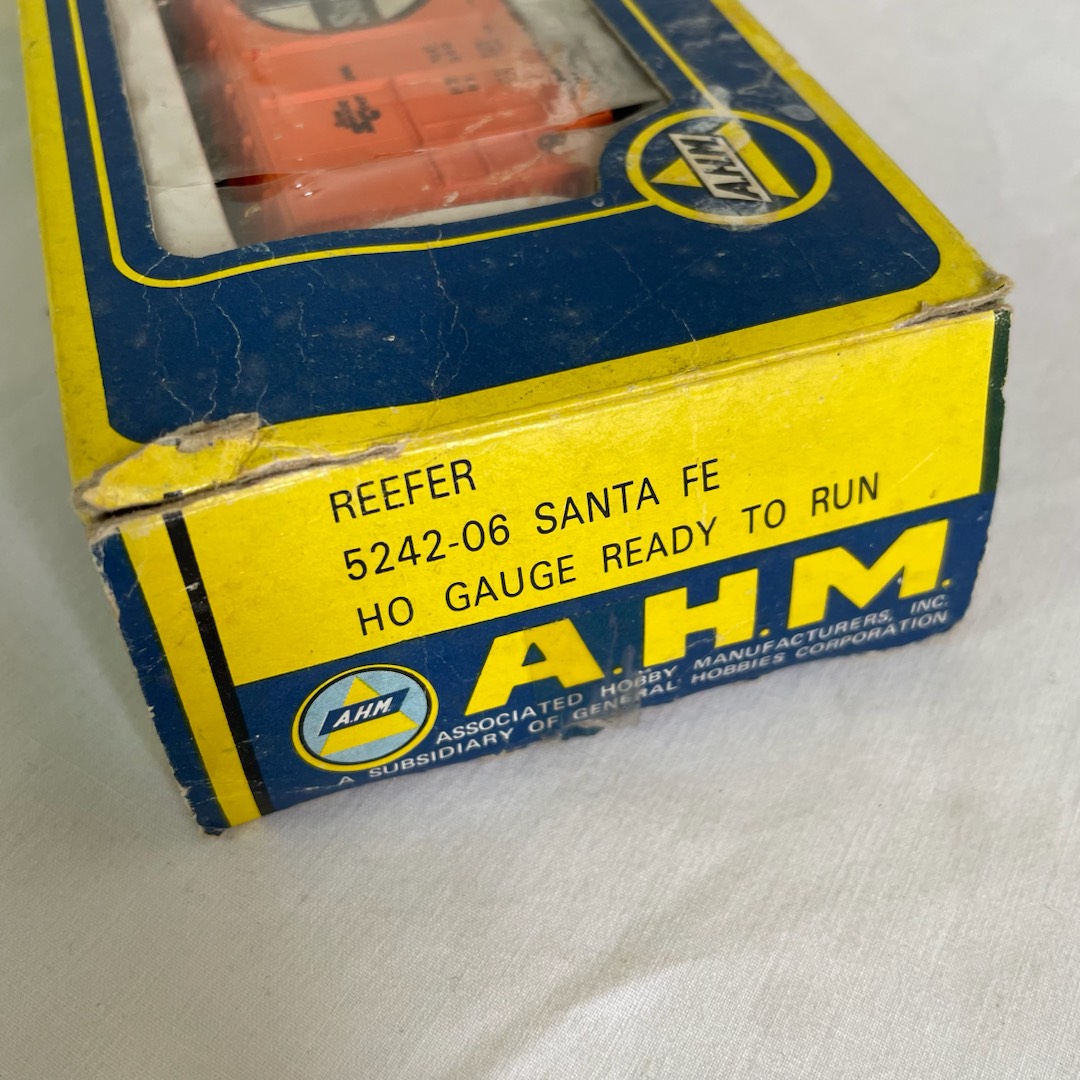 A.H.M.
REEFER
5242-06 SANTA FE
HO GAUGE READY TO RUN
A.H.M.
A.H.M.
ASSOCIATED HOBBY MANUFACTURERS, INC.
A SUBSIDIARY OF GENERAL HOBBIES CORPORATION